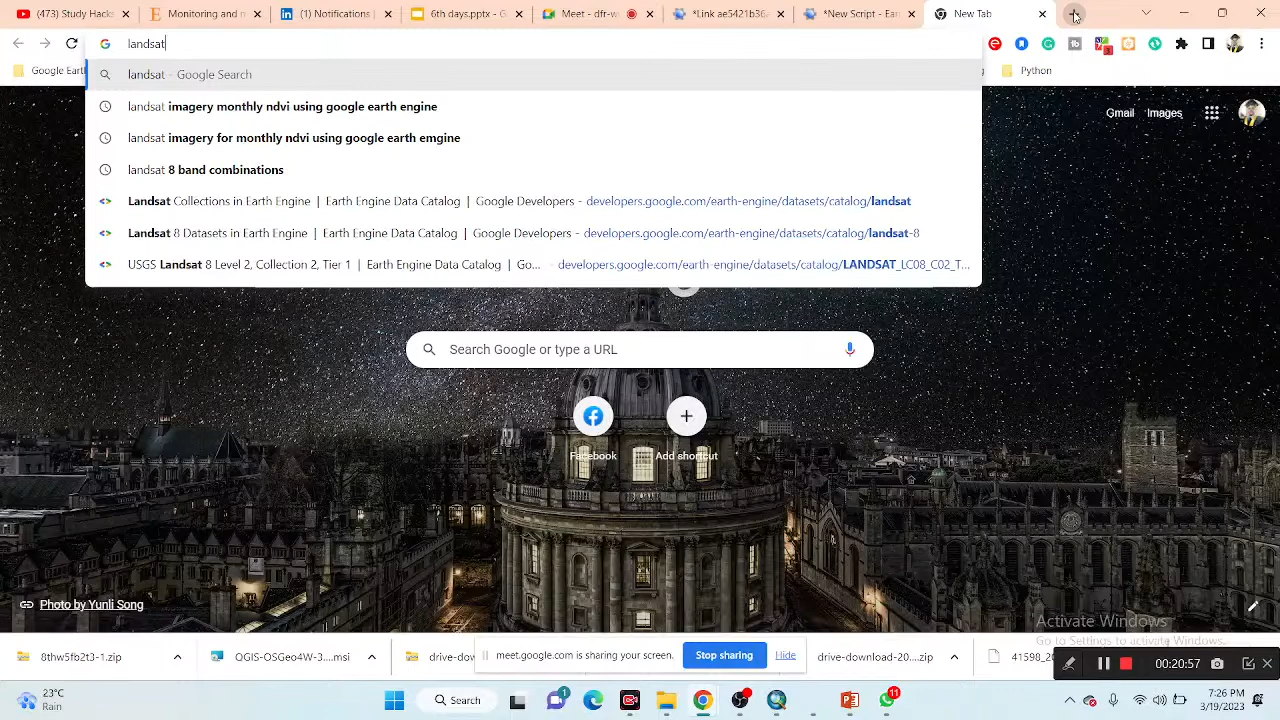 (473) Study Hacks
Monitoring and m
(27) Notifications
6th days.pptx - G
Meet – dfr-w
*Link ae5421b36
*New Script - Ear
New Tab
landsat
Google Eart
Python
landsat - Google Search
landsat imagery monthly ndvi using google earth engine
landsat imagery for monthly ndvi using google earth engine
landsat 8 band combinations
Landsat Collections in Earth Engine | Earth Engine Data Catalog | Google Developers - developers.google.com/earth-engine/datasets/catalog/landsat
Landsat 8 Datasets in Earth Engine | Earth Engine Data Catalog | Google Developers - developers.google.com/earth-engine/datasets/catalog/landsat-8
USGS Landsat 8 Level 2, Collection 2, Tier 1 | Earth Engine Data Catalog | Go... - developers.google.com/earth-engine/datasets/catalog/LANDSAT_LC08_C02_T...
Gmail Images
Search Google or type a URL
Facebook
Add shortcut
Photo by Yunli Song
Activate Windows
Go to Settings to activate Windows.
8thw5fb2t3-1.zip
QGIS-OSGeo4W-3....msi
meet.google.com is sharing your screen.
Stop sharing
Hide
drive-download-20....zip
00:20:57
23°C
Rain
Search
1
11
7:26 PM
3/19/2023